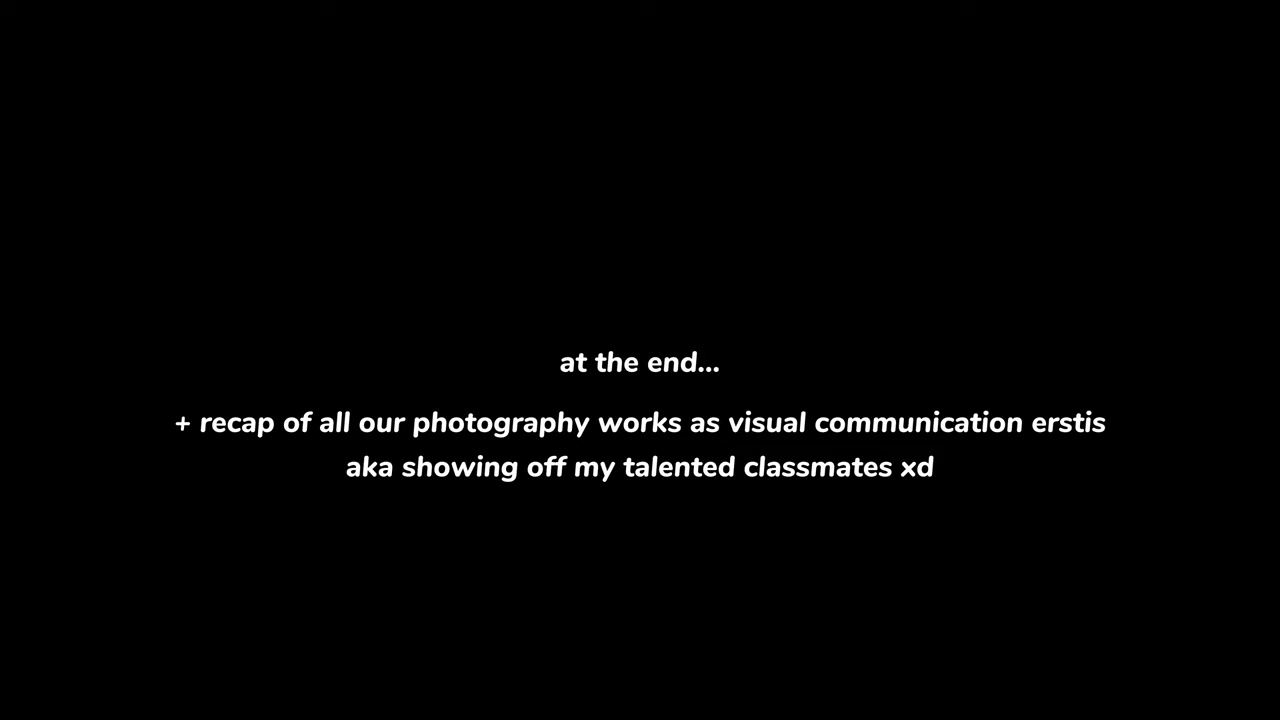 at the end...
+ recap of all our photography works as visual communication erstis
aka showing off my talented classmates xd